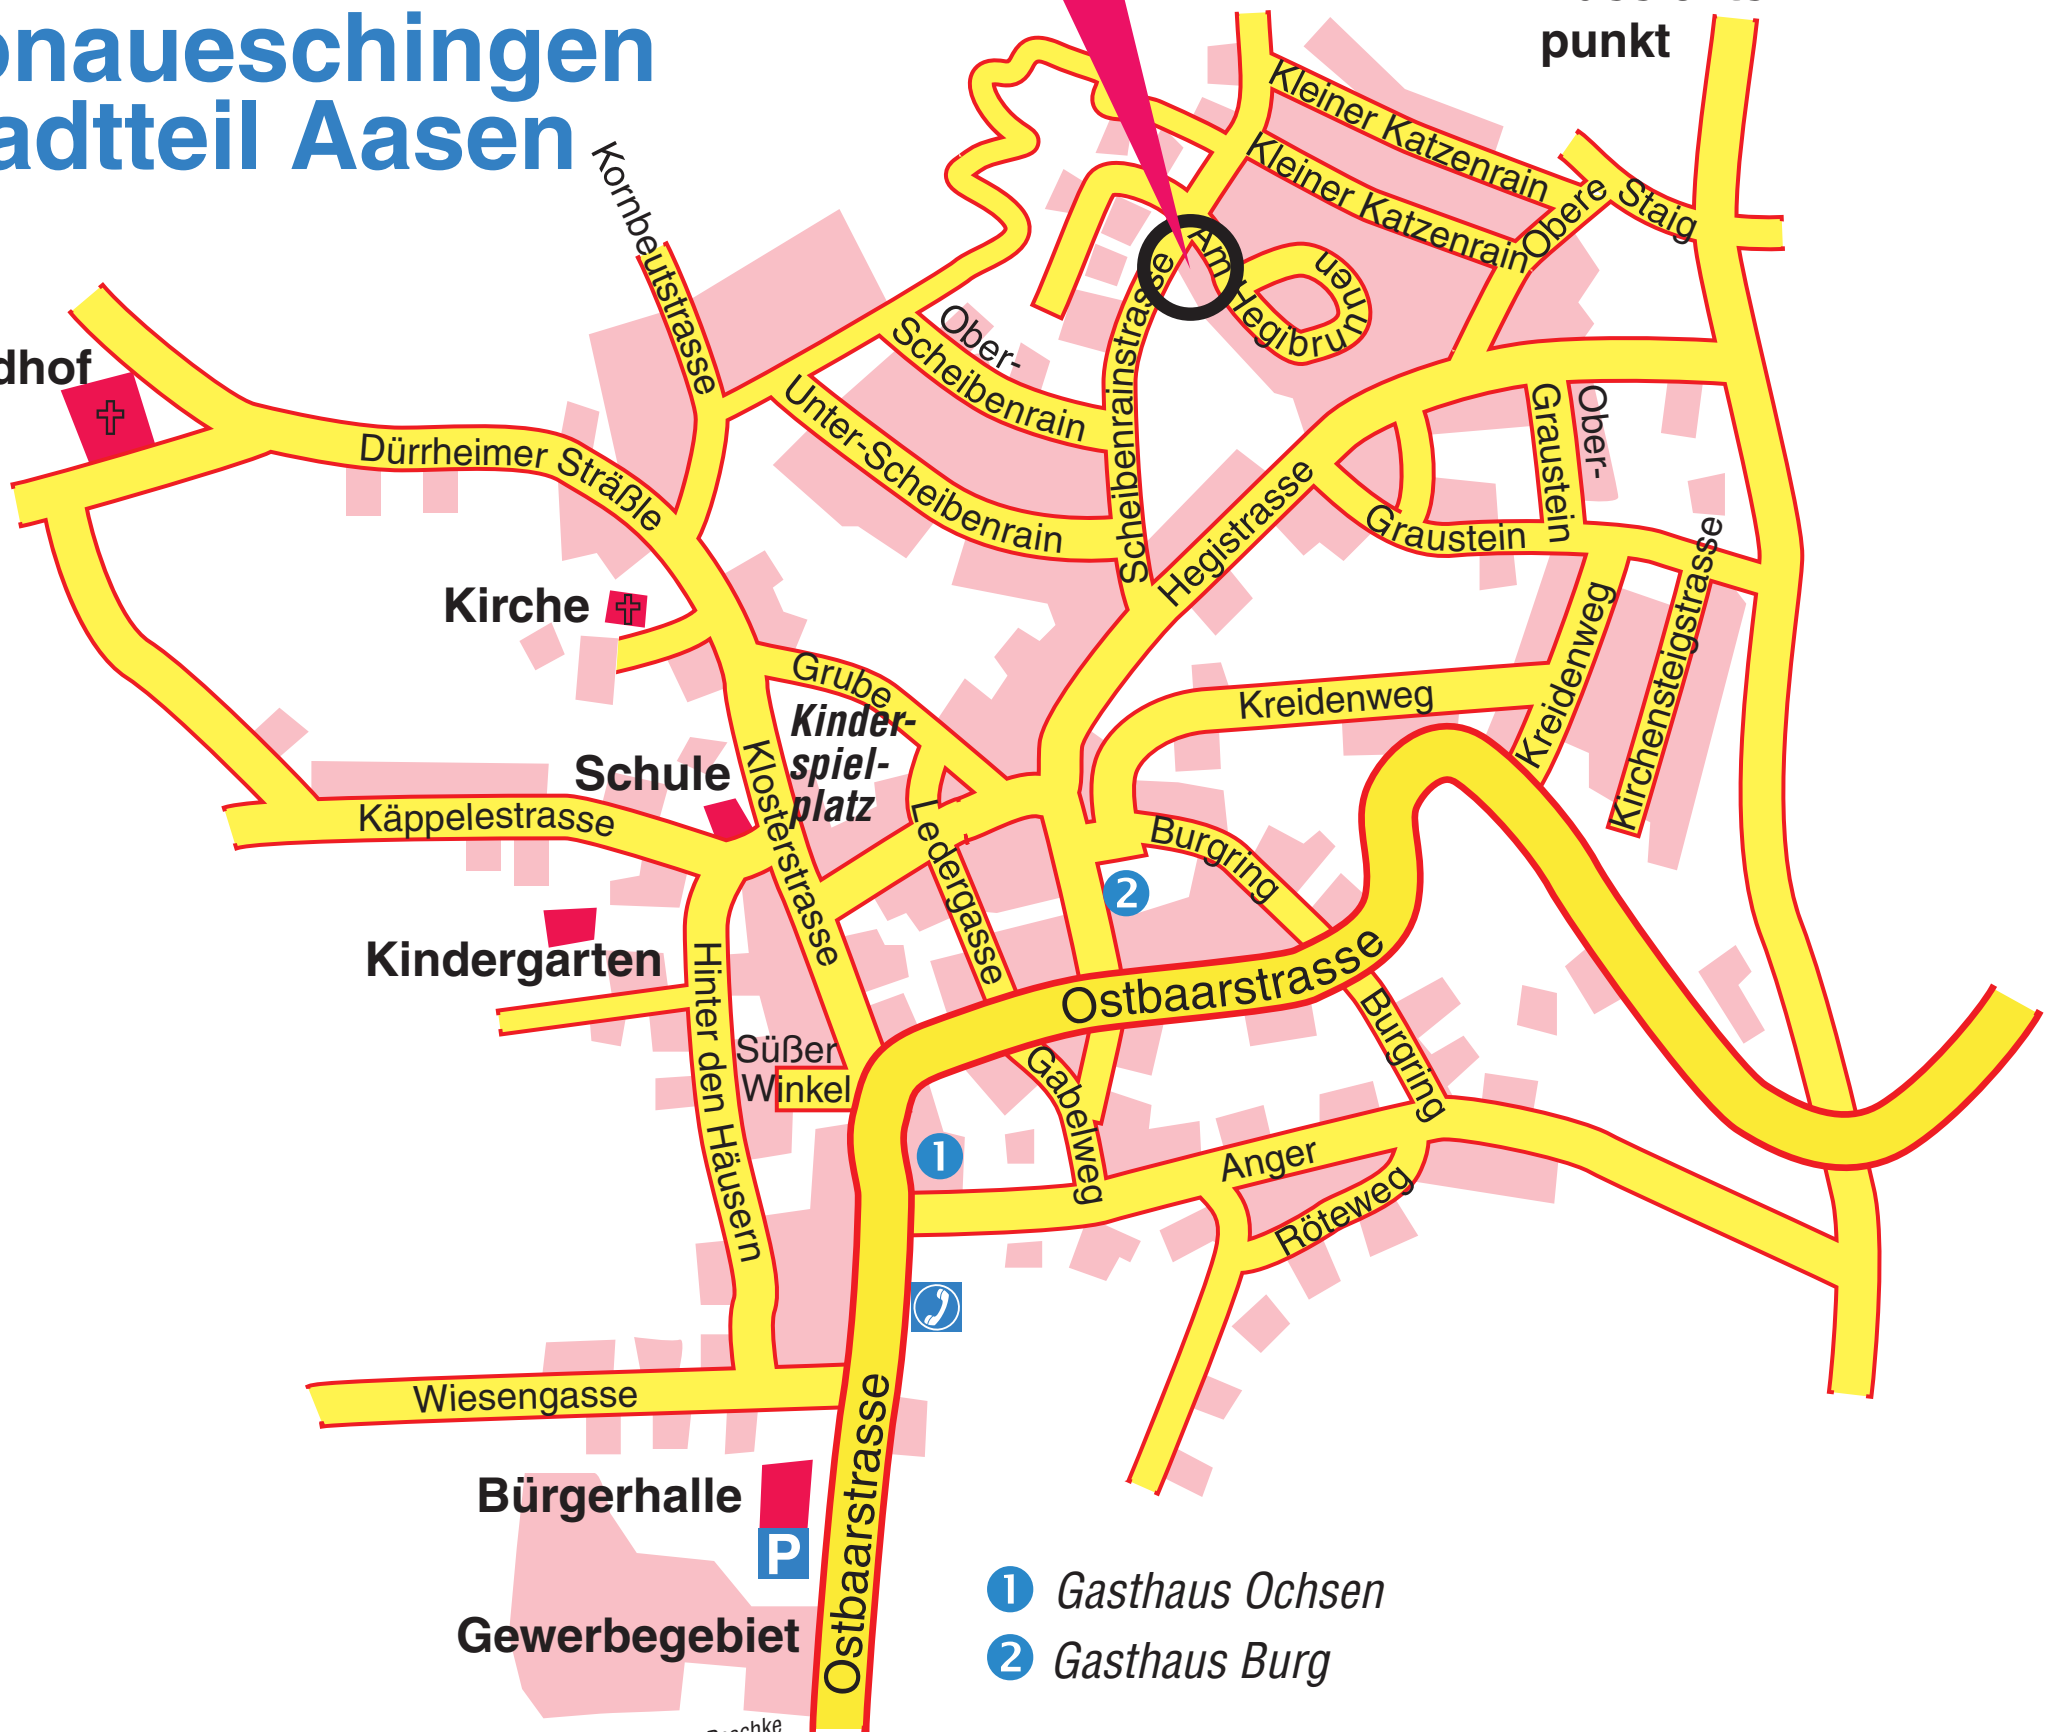 onaueschingen
adtteil Aasen
punkt
Kornbeutstrasse
Kleiner Katzenrain
Kleiner Katzenrain
Obere Staig
Am Hegibrunnen
dhof
Ober-
Scheibenrain
Unter-Scheibenrain
Scheibenrainstrasse
Dürrheimer Sträßle
Hegistrasse
Graustein
Graustein
Ober-
Kirchensteigstrasse
Kreidenweg
Kreidenweg
Kirche
Grube
Kinder-
spiel-
platz
Schule
Käppelestrasse
Klosterstrasse
Ledergasse
Burgring
2
Kindergarten
Hinter den Häusern
Ostbaarstrasse
Burgring
Süßer
Winkel
Gabelweg
1
Anger
Röteweg
Wiesengasse
Ostbaarstrasse
Bürgerhalle
P
Gewerbegebiet
1 Gasthaus Ochsen
2 Gasthaus Burg